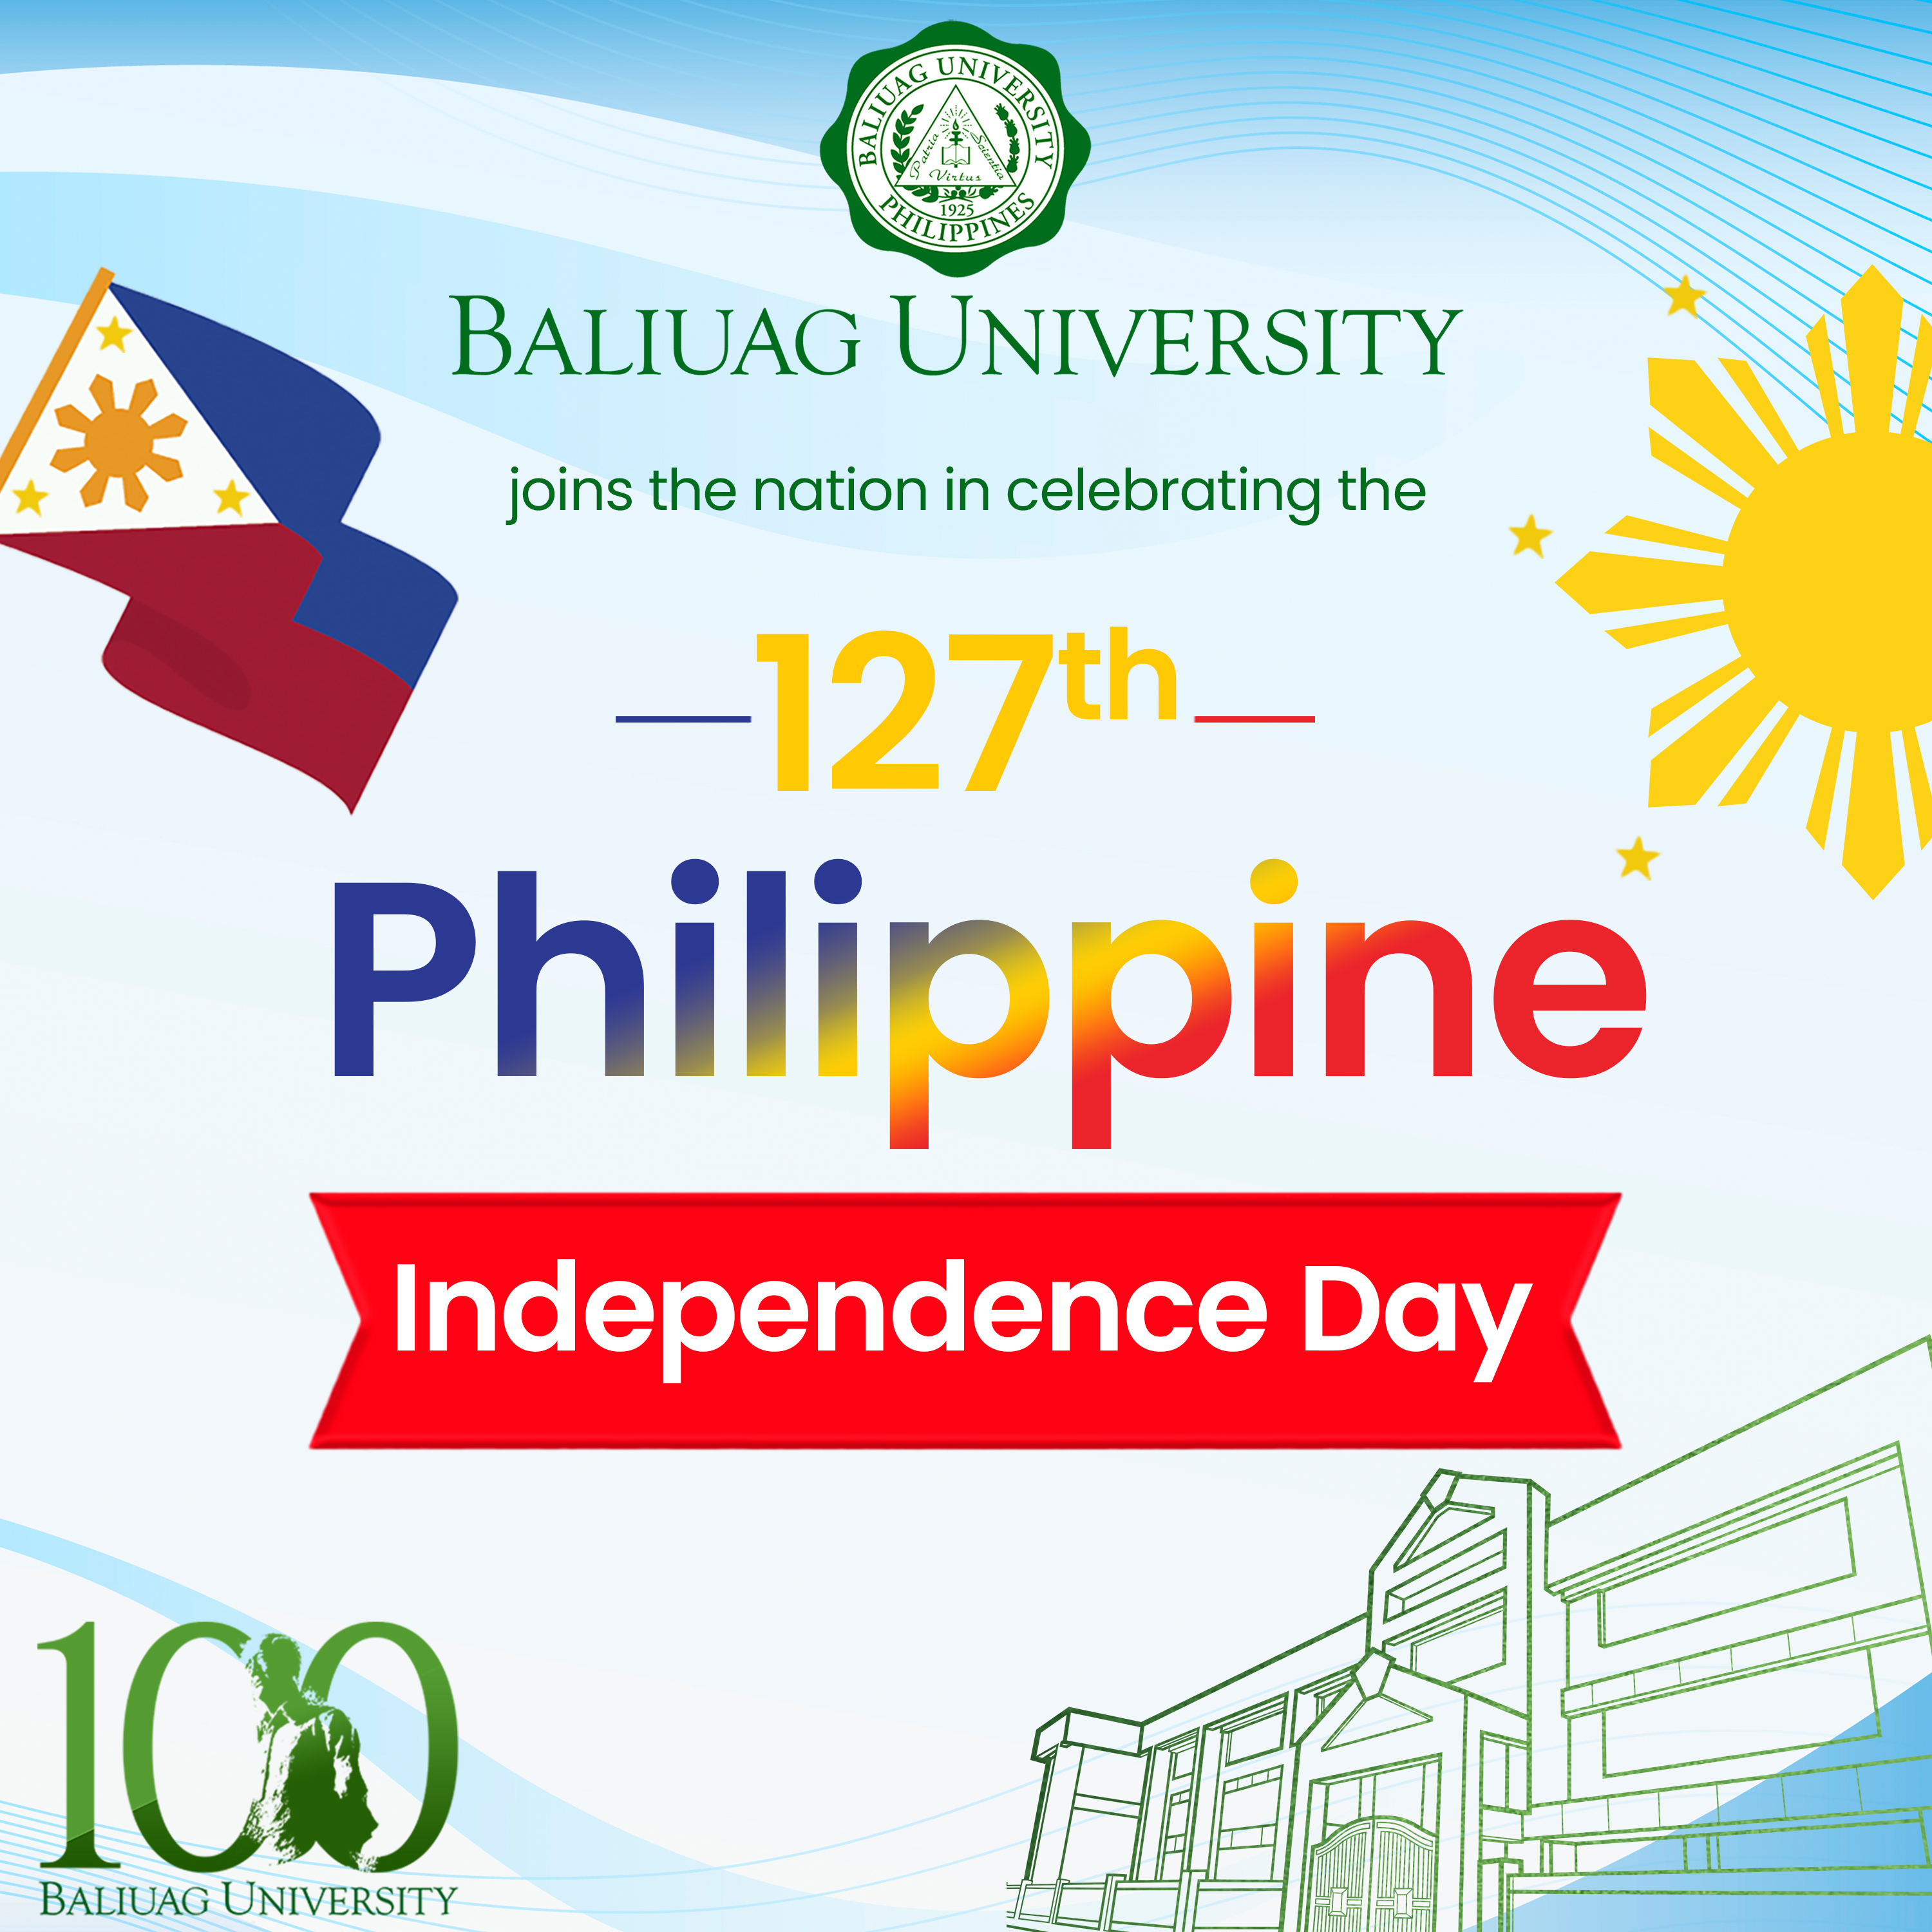 BALIUAG UNIVERSITY
Patria
Scientia
Virtus
1925
PHILIPPINES
BALIUAG UNIVERSITY
joins the nation in celebrating the
127th
Philippine
Independence Day
100
BALIUAG UNIVERSITY